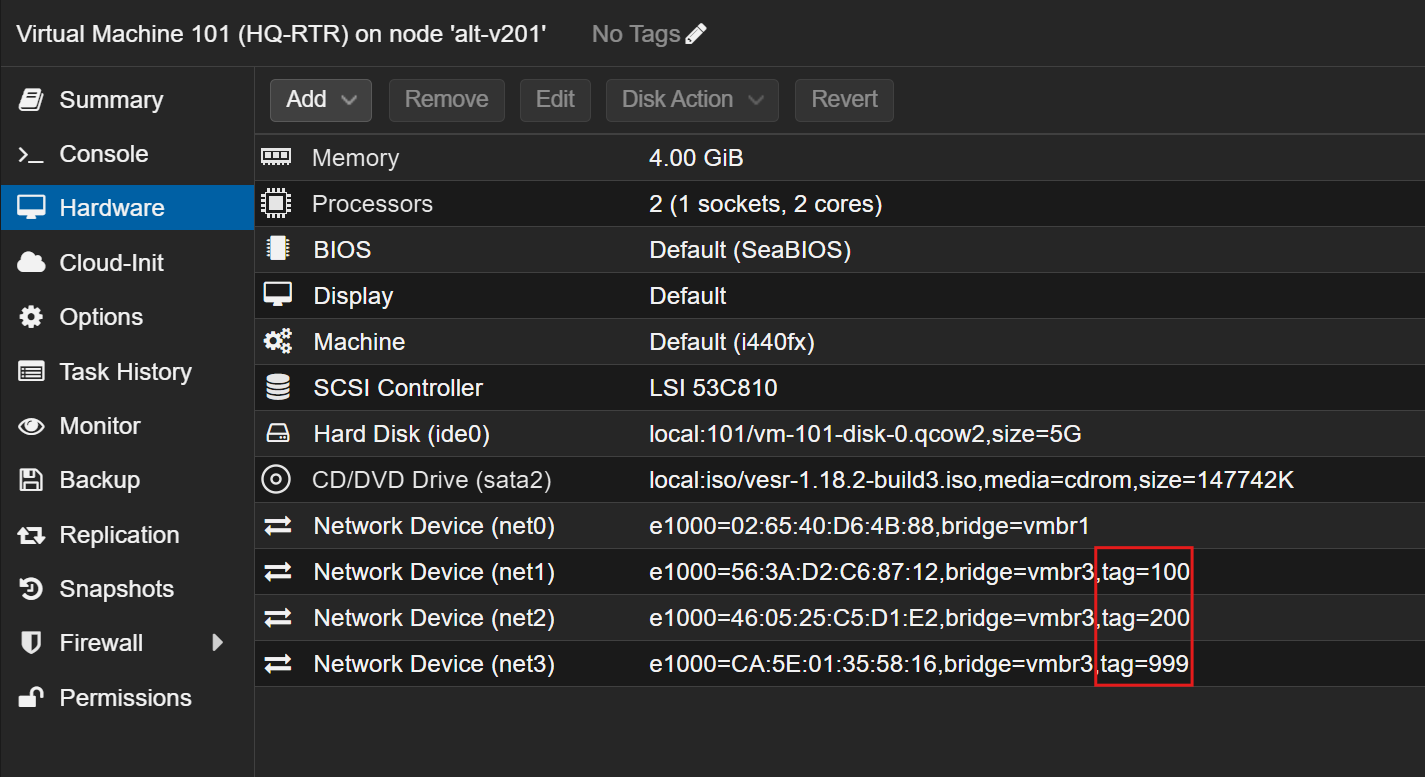 Virtual Machine 101 (HQ-RTR) on node 'alt-v201' No Tags
Summary
Console
Hardware
Cloud-Init
Options
Task History
Monitor
Backup
Replication
Snapshots
Firewall
Permissions
Add Remove Edit Disk Action Revert
Memory 4.00 GiB
Processors 2 (1 sockets, 2 cores)
BIOS Default (SeaBIOS)
Display Default
Machine Default (i440fx)
SCSI Controller LSI 53C810
Hard Disk (ide0) local:101/vm-101-disk-0.qcow2,size=5G
CD/DVD Drive (sata2) local:iso/vesr-1.18.2-build3.iso,media=cdrom,size=147742K
Network Device (net0) e1000=02:65:40:D6:4B:88,bridge=vmbr1
Network Device (net1) e1000=56:3A:D2:C6:87:12,bridge=vmbr3,tag=100
Network Device (net2) e1000=46:05:25:C5:D1:E2,bridge=vmbr3,tag=200
Network Device (net3) e1000=CA:5E:01:35:58:16,bridge=vmbr3,tag=999